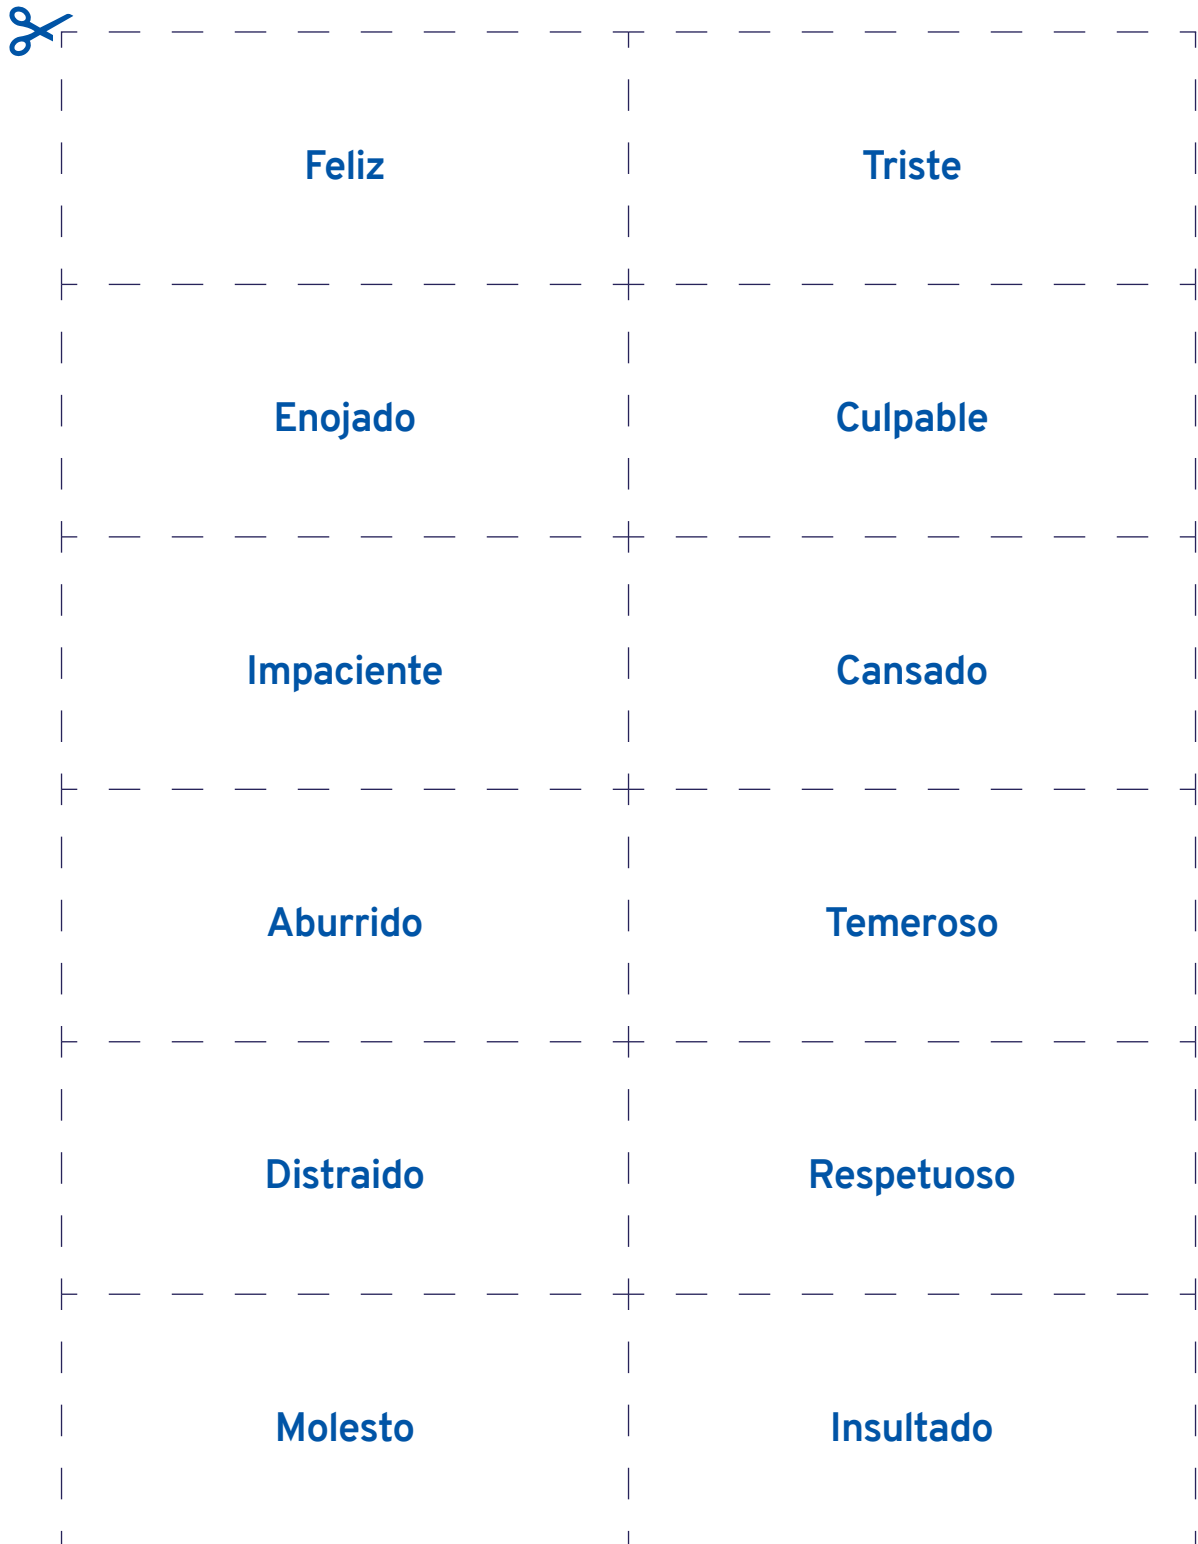 Feliz
Triste
Enojado
Culpable
Impaciente
Cansado
Aburrido
Temeroso
Distraido
Respetuoso
Molesto
Insultado